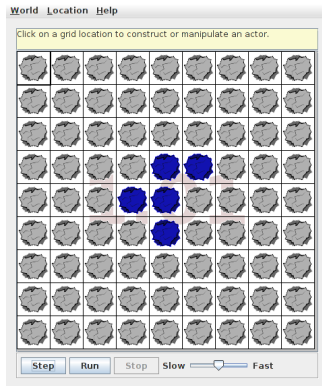 World Location Help
Click on a grid location to construct or manipulate an actor.
Step Run Stop Slow Fast